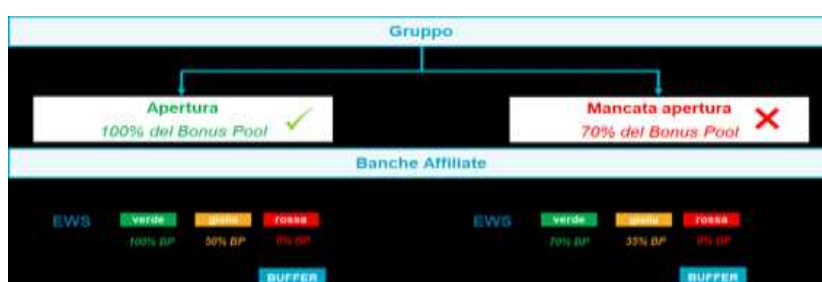 Gruppo
Apertura
100% del Bonus Pool
Mancata apertura
70% del Bonus Pool
Banche Affiliate
EWS verde gialla rossa EWS verde gialla rossa
100% BP 50% BP 0% BP 70% BP 35% BP 0% BP
BUFFER BUFFER